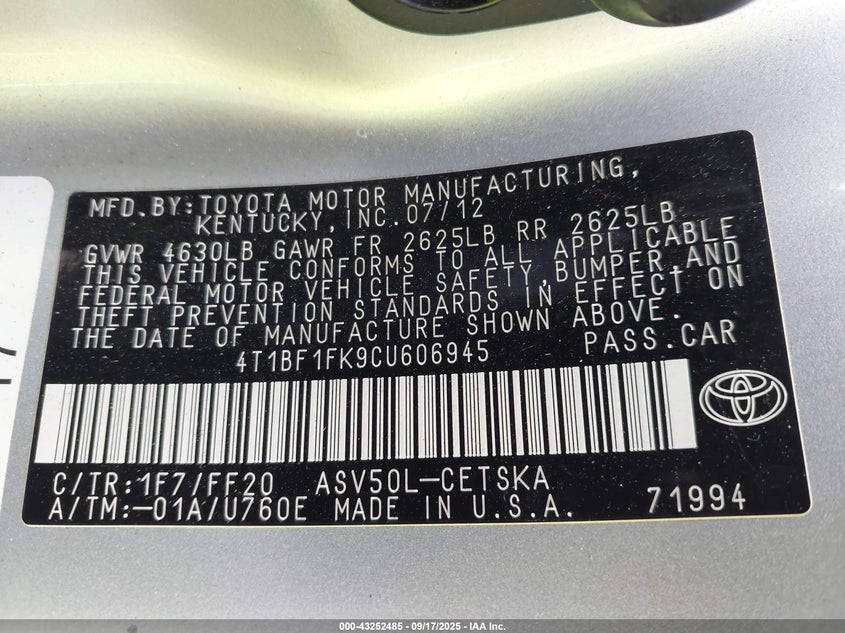 MFD.BY:TOYOTA MOTOR MANUFACTURING,
KENTUCKY,INC.07/12
GVWR 4630LB GAWR FR 2625LB RR 2625LB
THIS VEHICLE CONFORMS TO ALL APPLICABLE
FEDERAL MOTOR VEHICLE SAFETY,BUMPER AND
THEFT PREVENTION STANDARDS IN EFFECT ON
THE DATE OF MANUFACTURE SHOWN ABOVE.
4T1BF1FK9CU606945 PASS.CAR
C/TR:1F7/FF20 ASV50L-CETSKA
A/TM:-01A/U760E MADE IN U.S.A. 71994
000-43252485 - 09/17/2025 - IAA Inc.